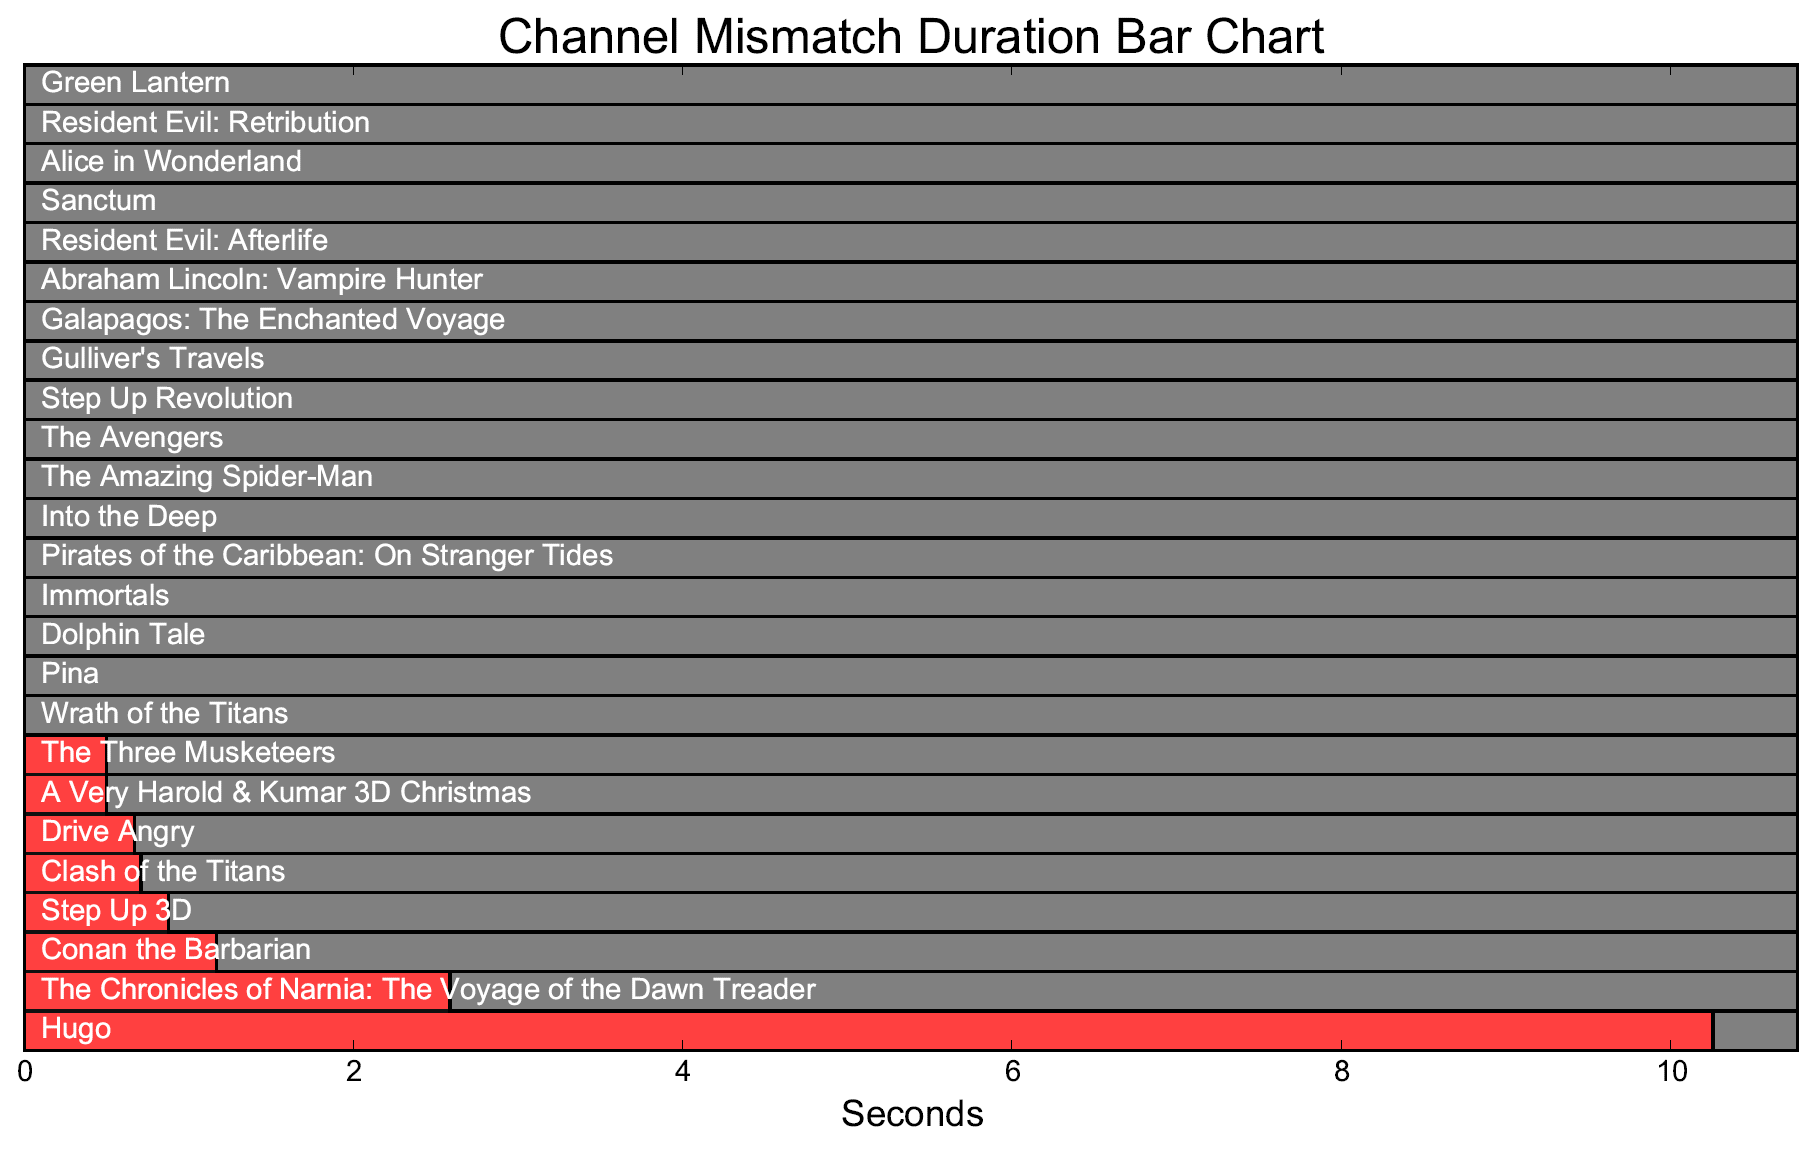 Channel Mismatch Duration Bar Chart
Green Lantern
Resident Evil: Retribution
Alice in Wonderland
Sanctum
Resident Evil: Afterlife
Abraham Lincoln: Vampire Hunter
Galapagos: The Enchanted Voyage
Gulliver's Travels
Step Up Revolution
The Avengers
The Amazing Spider-Man
Into the Deep
Pirates of the Caribbean: On Stranger Tides
Immortals
Dolphin Tale
Pina
Wrath of the Titans
The Three Musketeers
A Very Harold & Kumar 3D Christmas
Drive Angry
Clash of the Titans
Step Up 3D
Conan the Barbarian
The Chronicles of Narnia: The Voyage of the Dawn Treader
Hugo
0 2 4 6 8 10
Seconds